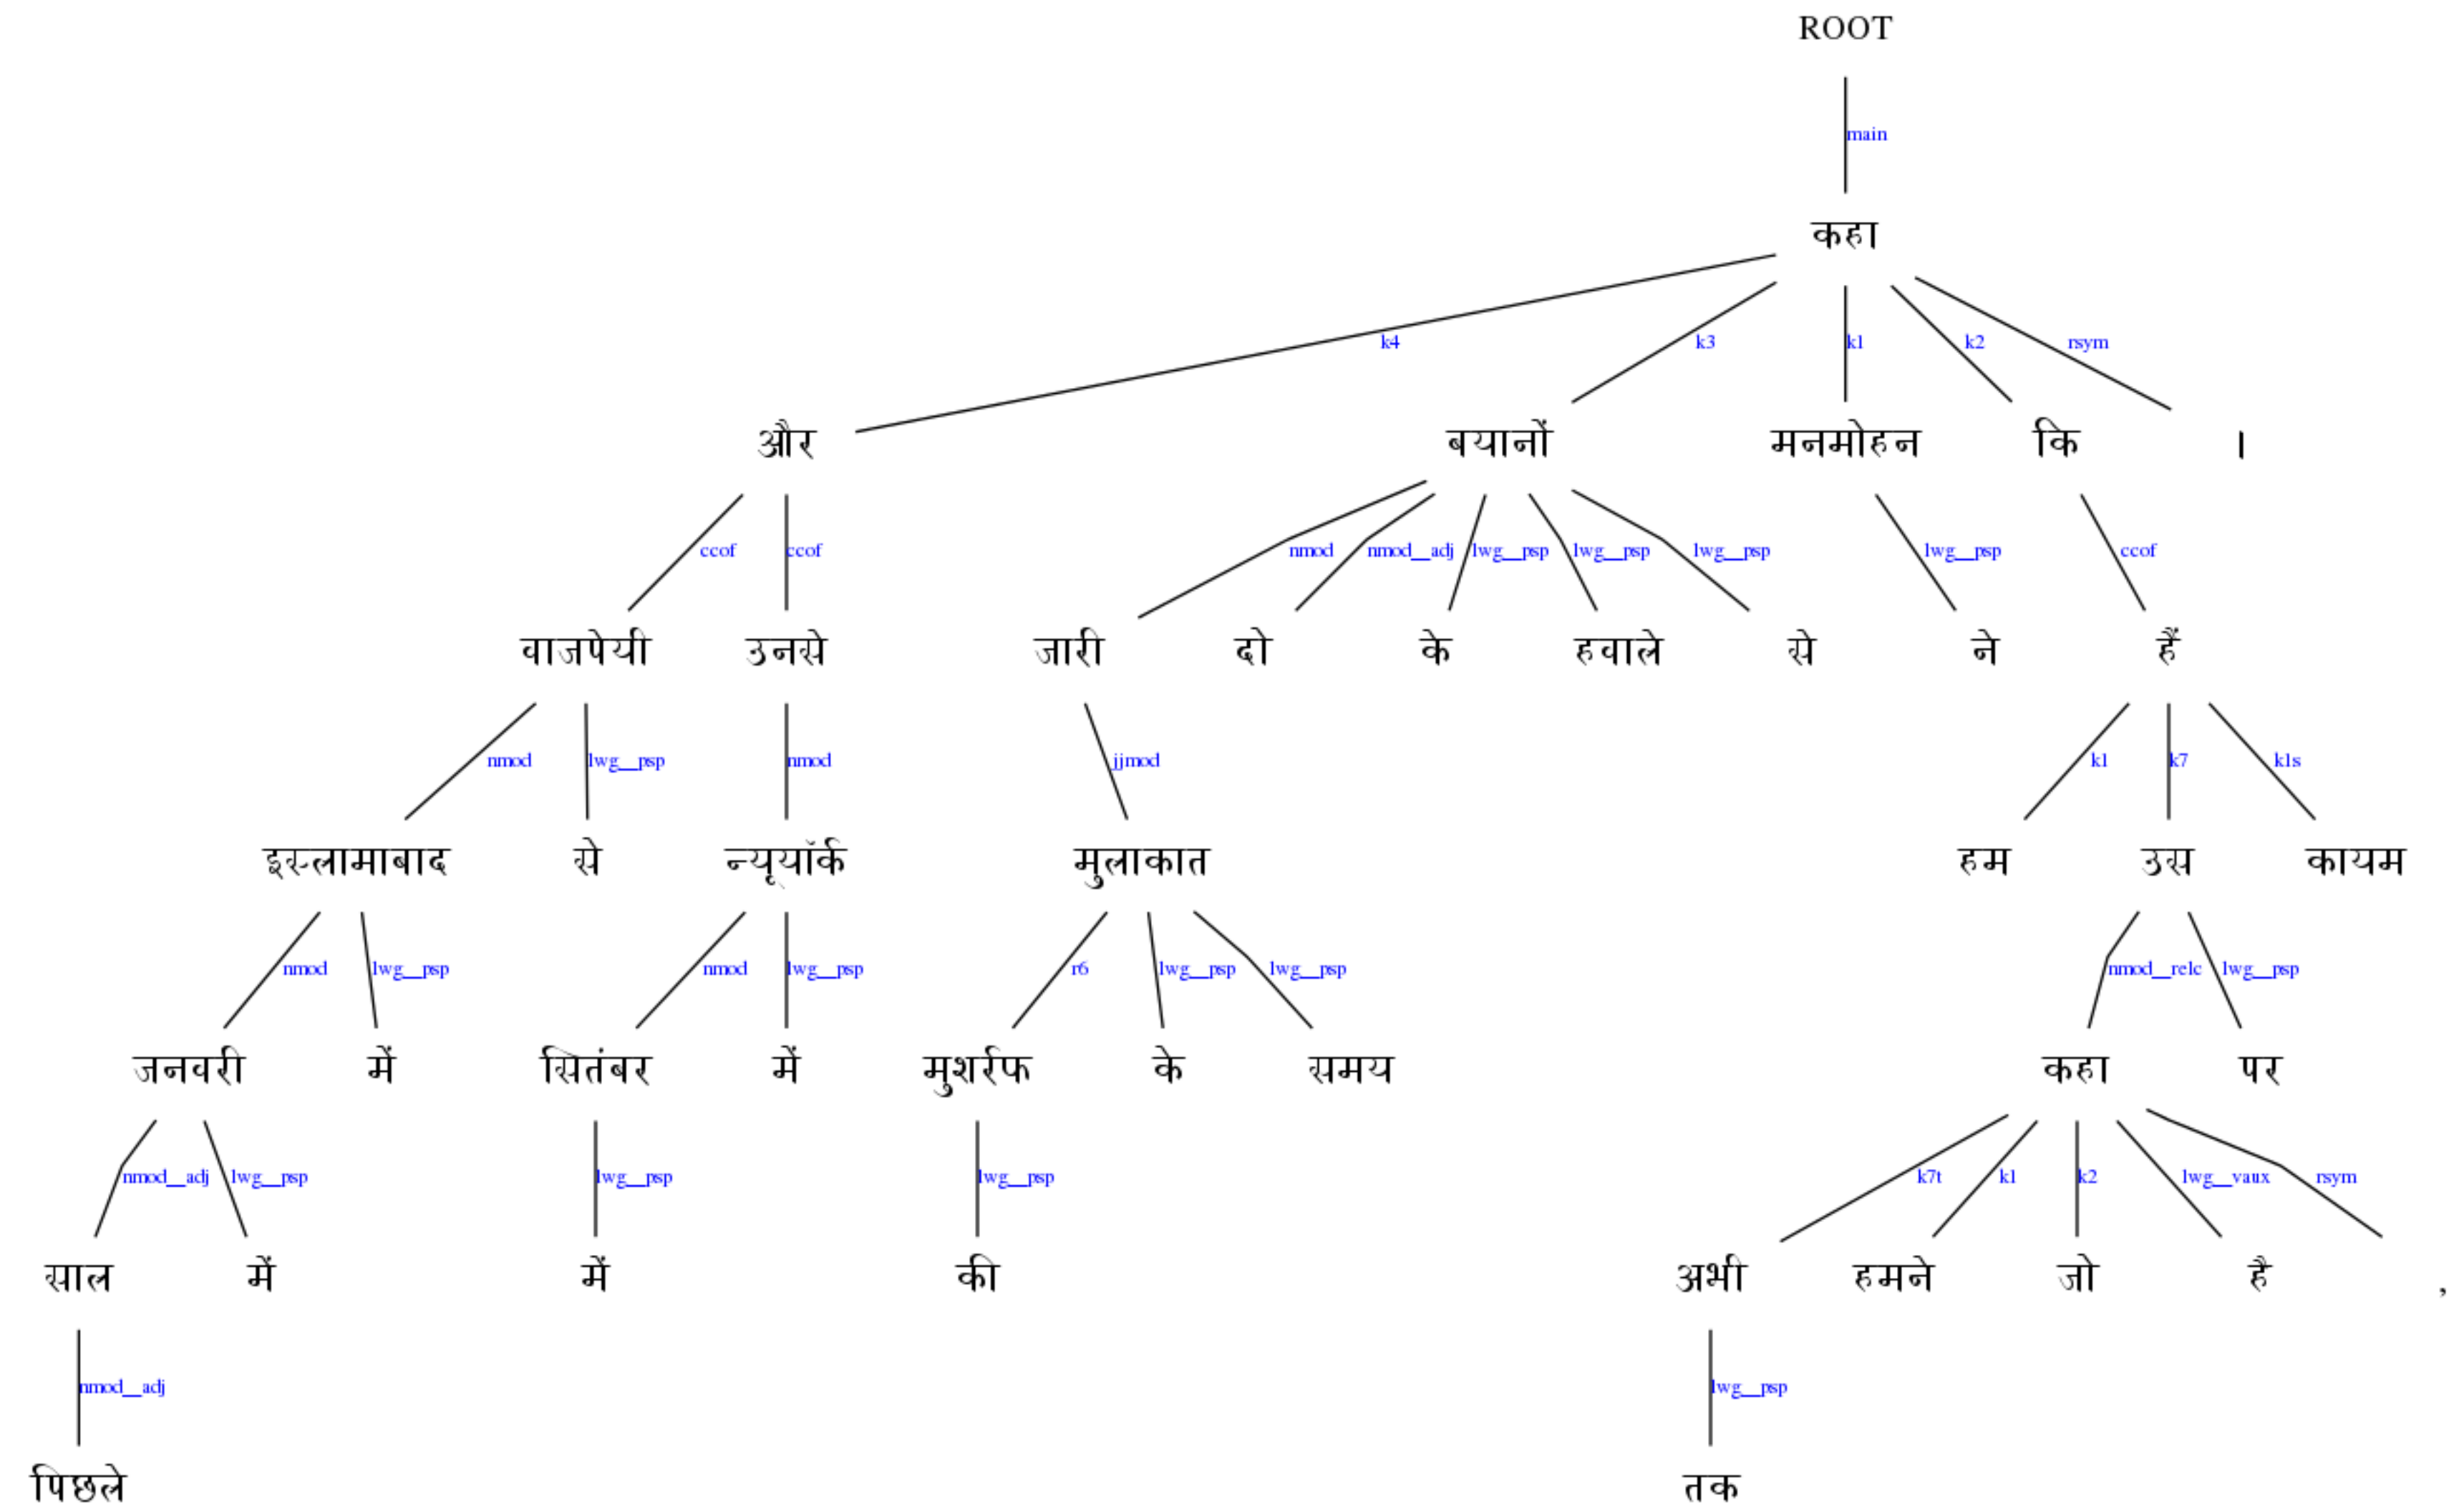 ROOT
main
कहा
k4 k3 k1 k2 rsym
और बयानों मनमोहन कि ।
ccof ccof nmod nmod__adj lwg__psp lwg__psp lwg__psp lwg__psp ccof
वाजपेयी उनसे जारी दो के हवाले से ने हैं
nmod lwg__psp nmod jjmod k1 k7 k1s
इस्लामाबाद से न्यूयॉर्क मुलाकात हम उस कायम
nmod lwg__psp nmod lwg__psp r6 lwg__psp lwg__psp nmod__relc lwg__psp
जनवरी में सितंबर में मुशर्रफ के समय कहा पर
nmod__adj lwg__psp lwg__psp lwg__psp k7t k1 k2 lwg__vaux rsym
साल में में की अभी हमने जो है ,
nmod__adj lwg__psp
पिछले तक